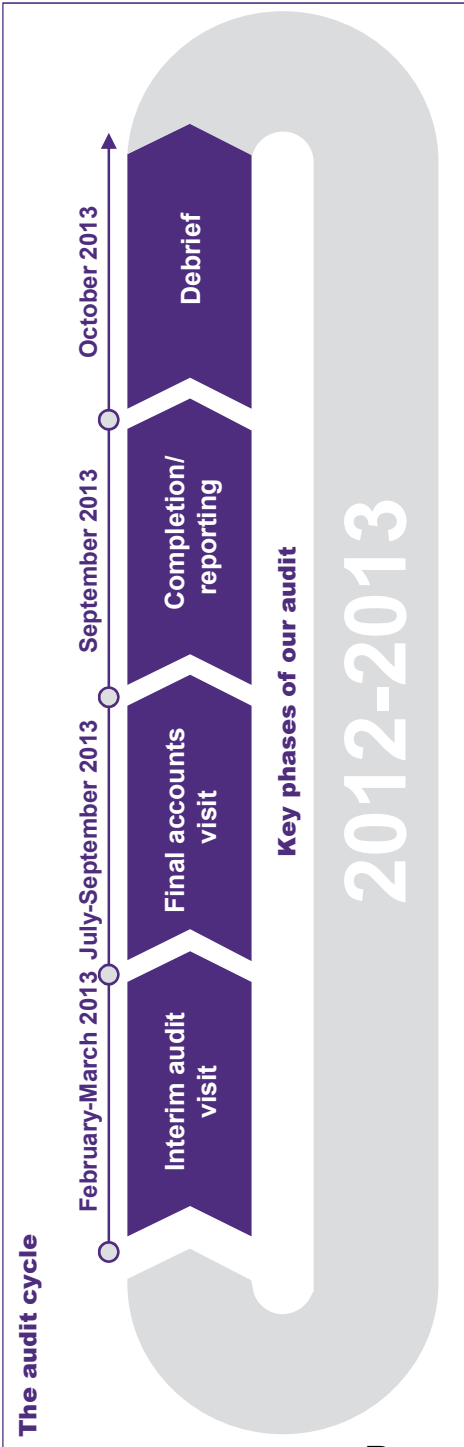 The audit cycle
February-March 2013
July-September 2013
September 2013
October 2013
Interim audit
visit
Final accounts
visit
Completion/
reporting
Debrief
Key phases of our audit
2012-2013